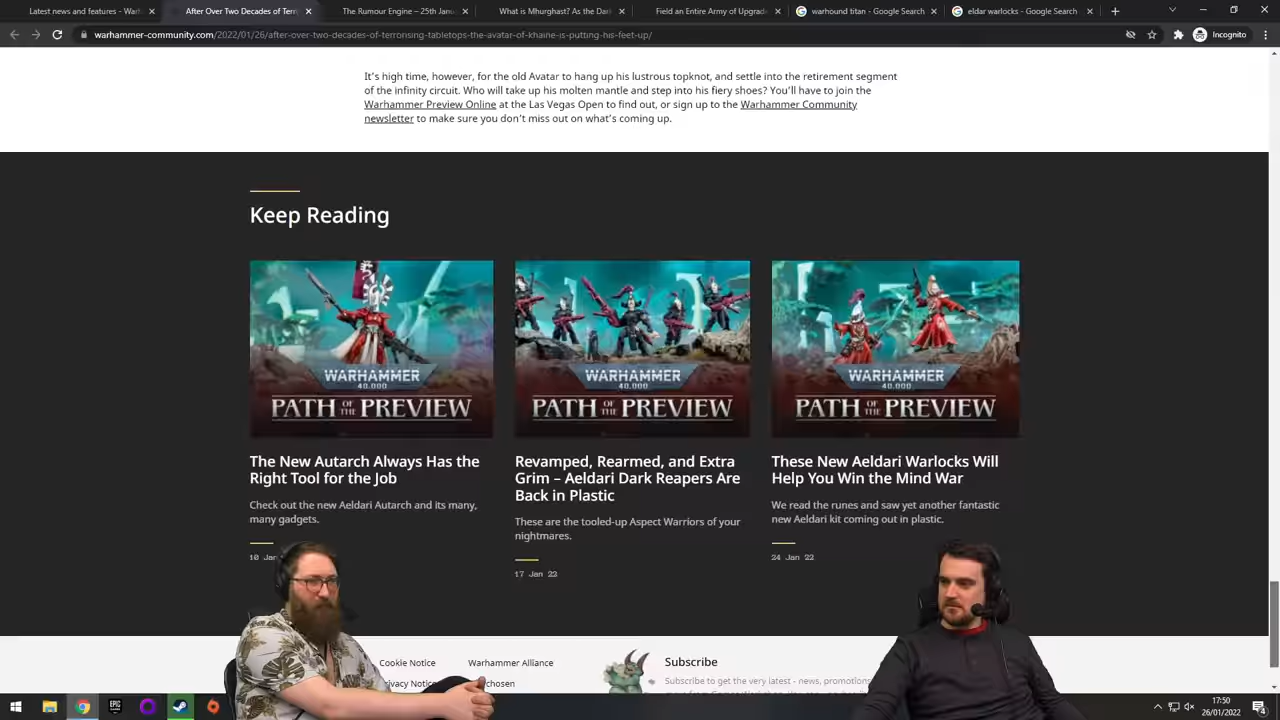 Latest news and features - Warh
After Over Two Decades of Terr
The Rumour Engine – 25th Janu
What is Mhurghast? As the Dark
Field an Entire Army of Upgrade
warhound titan - Google Search
eldar warlocks - Google Search
warhammer-community.com/2022/01/26/after-over-two-decades-of-terrorising-tabletops-the-avatar-of-khaine-is-putting-his-feet-up/
Incognito
It's high time, however, for the old Avatar to hang up his lustrous topknot, and settle into the retirement segment
of the infinity circuit. Who will take up his molten mantle and step into his fiery shoes? You'll have to join the
Warhammer Preview Online at the Las Vegas Open to find out, or sign up to the Warhammer Community
newsletter to make sure you don't miss out on what's coming up.
Keep Reading
WARHAMMER
40,000
PATH OF THE PREVIEW
WARHAMMER
40,000
PATH OF THE PREVIEW
WARHAMMER
40,000
PATH OF THE PREVIEW
The New Autarch Always Has the
Right Tool for the Job
Check out the new Aeldari Autarch and its many,
many gadgets.
10 Jan
Revamped, Rearmed, and Extra
Grim – Aeldari Dark Reapers Are
Back in Plastic
These are the tooled-up Aspect Warriors of your
nightmares.
17 Jan 22
These New Aeldari Warlocks Will
Help You Win the Mind War
We read the runes and saw yet another fantastic
new Aeldari kit coming out in plastic.
24 Jan 22
Cookie Notice
Warhammer Alliance
Subscribe
Subscribe to get the very latest - news, promotions
EPIC
17:50
26/01/2022